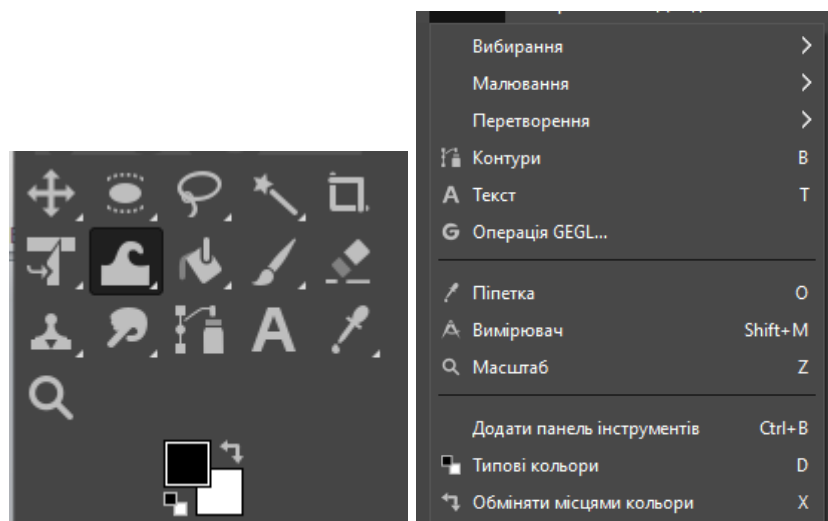 Вибирання
Малювання
Перетворення
Контури B
Текст T
Операція GEGL...
Піпетка O
Вимірювач Shift+M
Масштаб Z
Додати панель інструментів Ctrl+B
Типові кольори D
Обміняти місцями кольори X